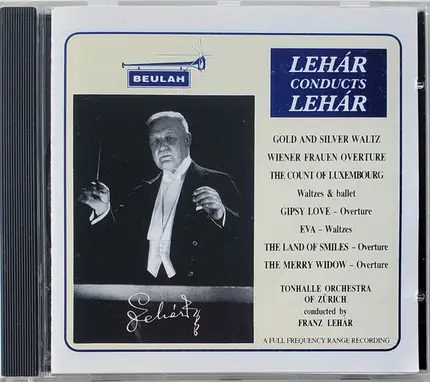 BEULAH
LEHÁR
CONDUCTS
LEHÁR
GOLD AND SILVER WALTZ
WIENER FRAUEN OVERTURE
THE COUNT OF LUXEMBOURG
Waltzes & ballet
GIPSY LOVE – Overture
EVA – Waltzes
THE LAND OF SMILES – Overture
THE MERRY WIDOW – Overture
TONHALLE ORCHESTRA
OF ZÜRICH
conducted by
FRANZ LEHÁR
Lehár
A FULL FREQUENCY RANGE RECORDING